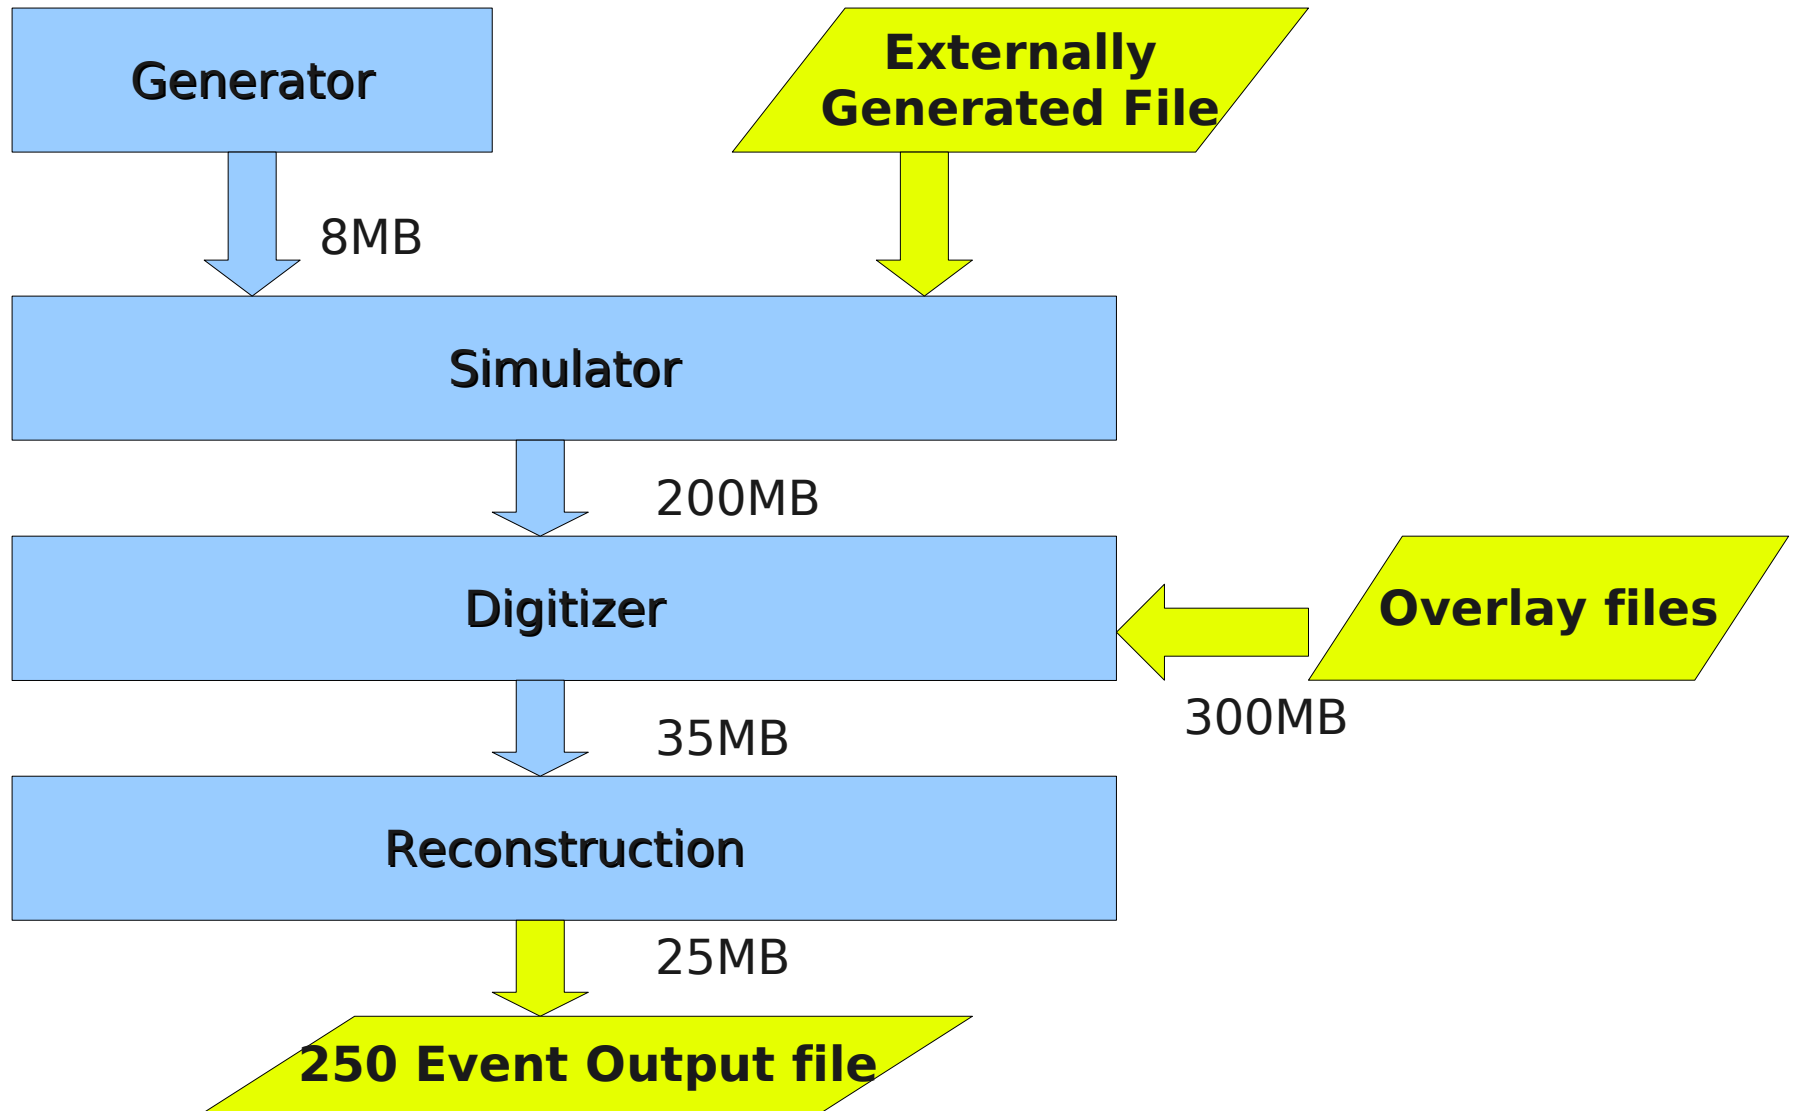 Generator
Externally
Generated File
8MB
Simulator
200MB
Digitizer
Overlay files
300MB
35MB
Reconstruction
25MB
250 Event Output file